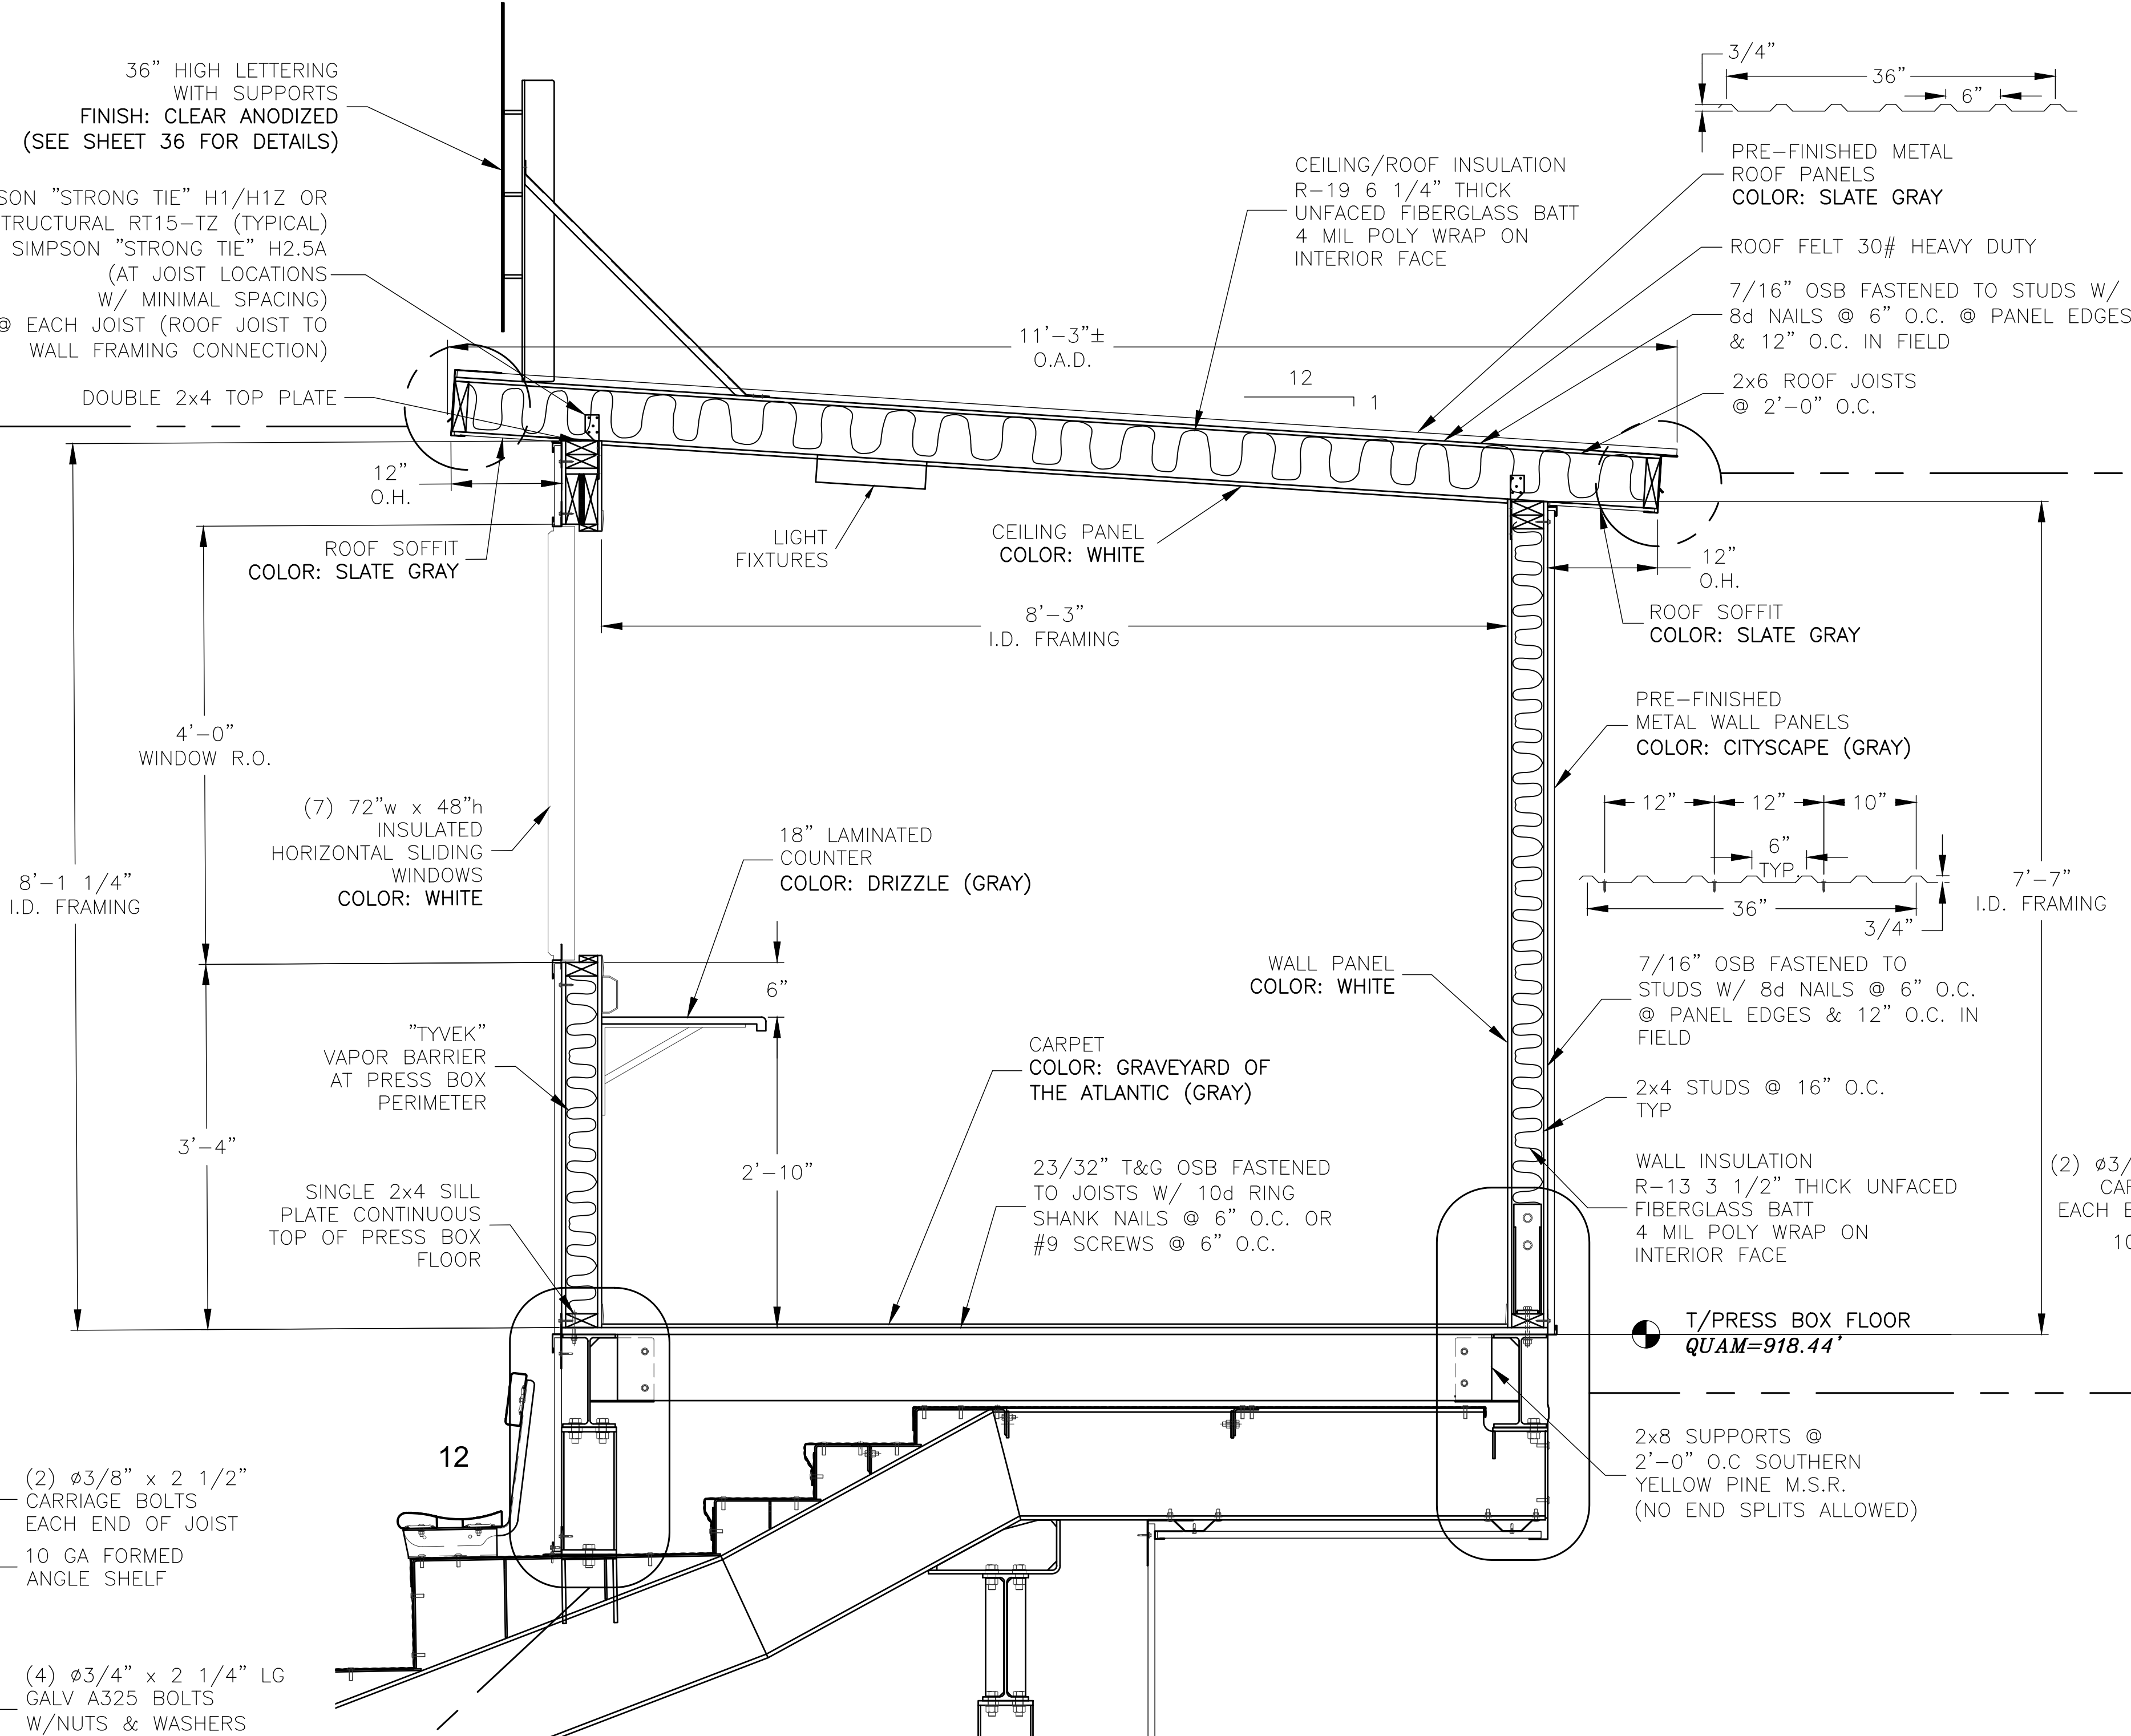 36" HIGH LETTERING
WITH SUPPORTS
FINISH: CLEAR ANODIZED
(SEE SHEET 36 FOR DETAILS)
"STRONG TIE" H1/H1Z OR
RT15-TZ (TYPICAL)
SIMPSON "STRONG TIE" H2.5A
(AT JOIST LOCATIONS
W/ MINIMAL SPACING)
@ EACH JOIST (ROOF JOIST TO
WALL FRAMING CONNECTION)
DOUBLE 2x4 TOP PLATE
12"
O.H.
ROOF SOFFIT
COLOR: SLATE GRAY
4'-0"
WINDOW R.O.
(7) 72"w x 48"h
INSULATED
HORIZONTAL SLIDING
WINDOWS
COLOR: WHITE
8'-1 1/4"
I.D. FRAMING
"TYVEK"
VAPOR BARRIER
AT PRESS BOX
PERIMETER
3'-4"
SINGLE 2x4 SILL
PLATE CONTINUOUS
TOP OF PRESS BOX
FLOOR
12
(2) ø3/8" x 2 1/2"
CARRIAGE BOLTS
EACH END OF JOIST
10 GA FORMED
ANGLE SHELF
(4) ø3/4" x 2 1/4" LG
GALV A325 BOLTS
W/NUTS & WASHERS
CEILING/ROOF INSULATION
R-19 6 1/4" THICK
UNFACED FIBERGLASS BATT
4 MIL POLY WRAP ON
INTERIOR FACE
11'-3"±
O.A.D.
12
1
LIGHT
FIXTURES
CEILING PANEL
COLOR: WHITE
8'-3"
I.D. FRAMING
18" LAMINATED
COUNTER
COLOR: DRIZZLE (GRAY)
6"
WALL PANEL
COLOR: WHITE
CARPET
COLOR: GRAVEYARD OF
THE ATLANTIC (GRAY)
2'-10"
23/32" T&G OSB FASTENED
TO JOISTS W/ 10d RING
SHANK NAILS @ 6" O.C. OR
#9 SCREWS @ 6" O.C.
3/4"
36"
6"
PRE-FINISHED METAL
ROOF PANELS
COLOR: SLATE GRAY
ROOF FELT 30# HEAVY DUTY
7/16" OSB FASTENED TO STUDS W/
8d NAILS @ 6" O.C. @ PANEL EDGES
& 12" O.C. IN FIELD
2x6 ROOF JOISTS
@ 2'-0" O.C.
12"
O.H.
ROOF SOFFIT
COLOR: SLATE GRAY
PRE-FINISHED
METAL WALL PANELS
COLOR: CITYSCAPE (GRAY)
12"
12"
10"
6"
TYP.
36"
3/4"
7'-7"
I.D. FRAMING
7/16" OSB FASTENED TO
STUDS W/ 8d NAILS @ 6" O.C.
@ PANEL EDGES & 12" O.C. IN
FIELD
2x4 STUDS @ 16" O.C.
TYP
WALL INSULATION
R-13 3 1/2" THICK UNFACED
FIBERGLASS BATT
4 MIL POLY WRAP ON
INTERIOR FACE
(2)
EACH
T/PRESS BOX FLOOR
QUAM=918.44'
2x8 SUPPORTS @
2'-0" O.C SOUTHERN
YELLOW PINE M.S.R.
(NO END SPLITS ALLOWED)